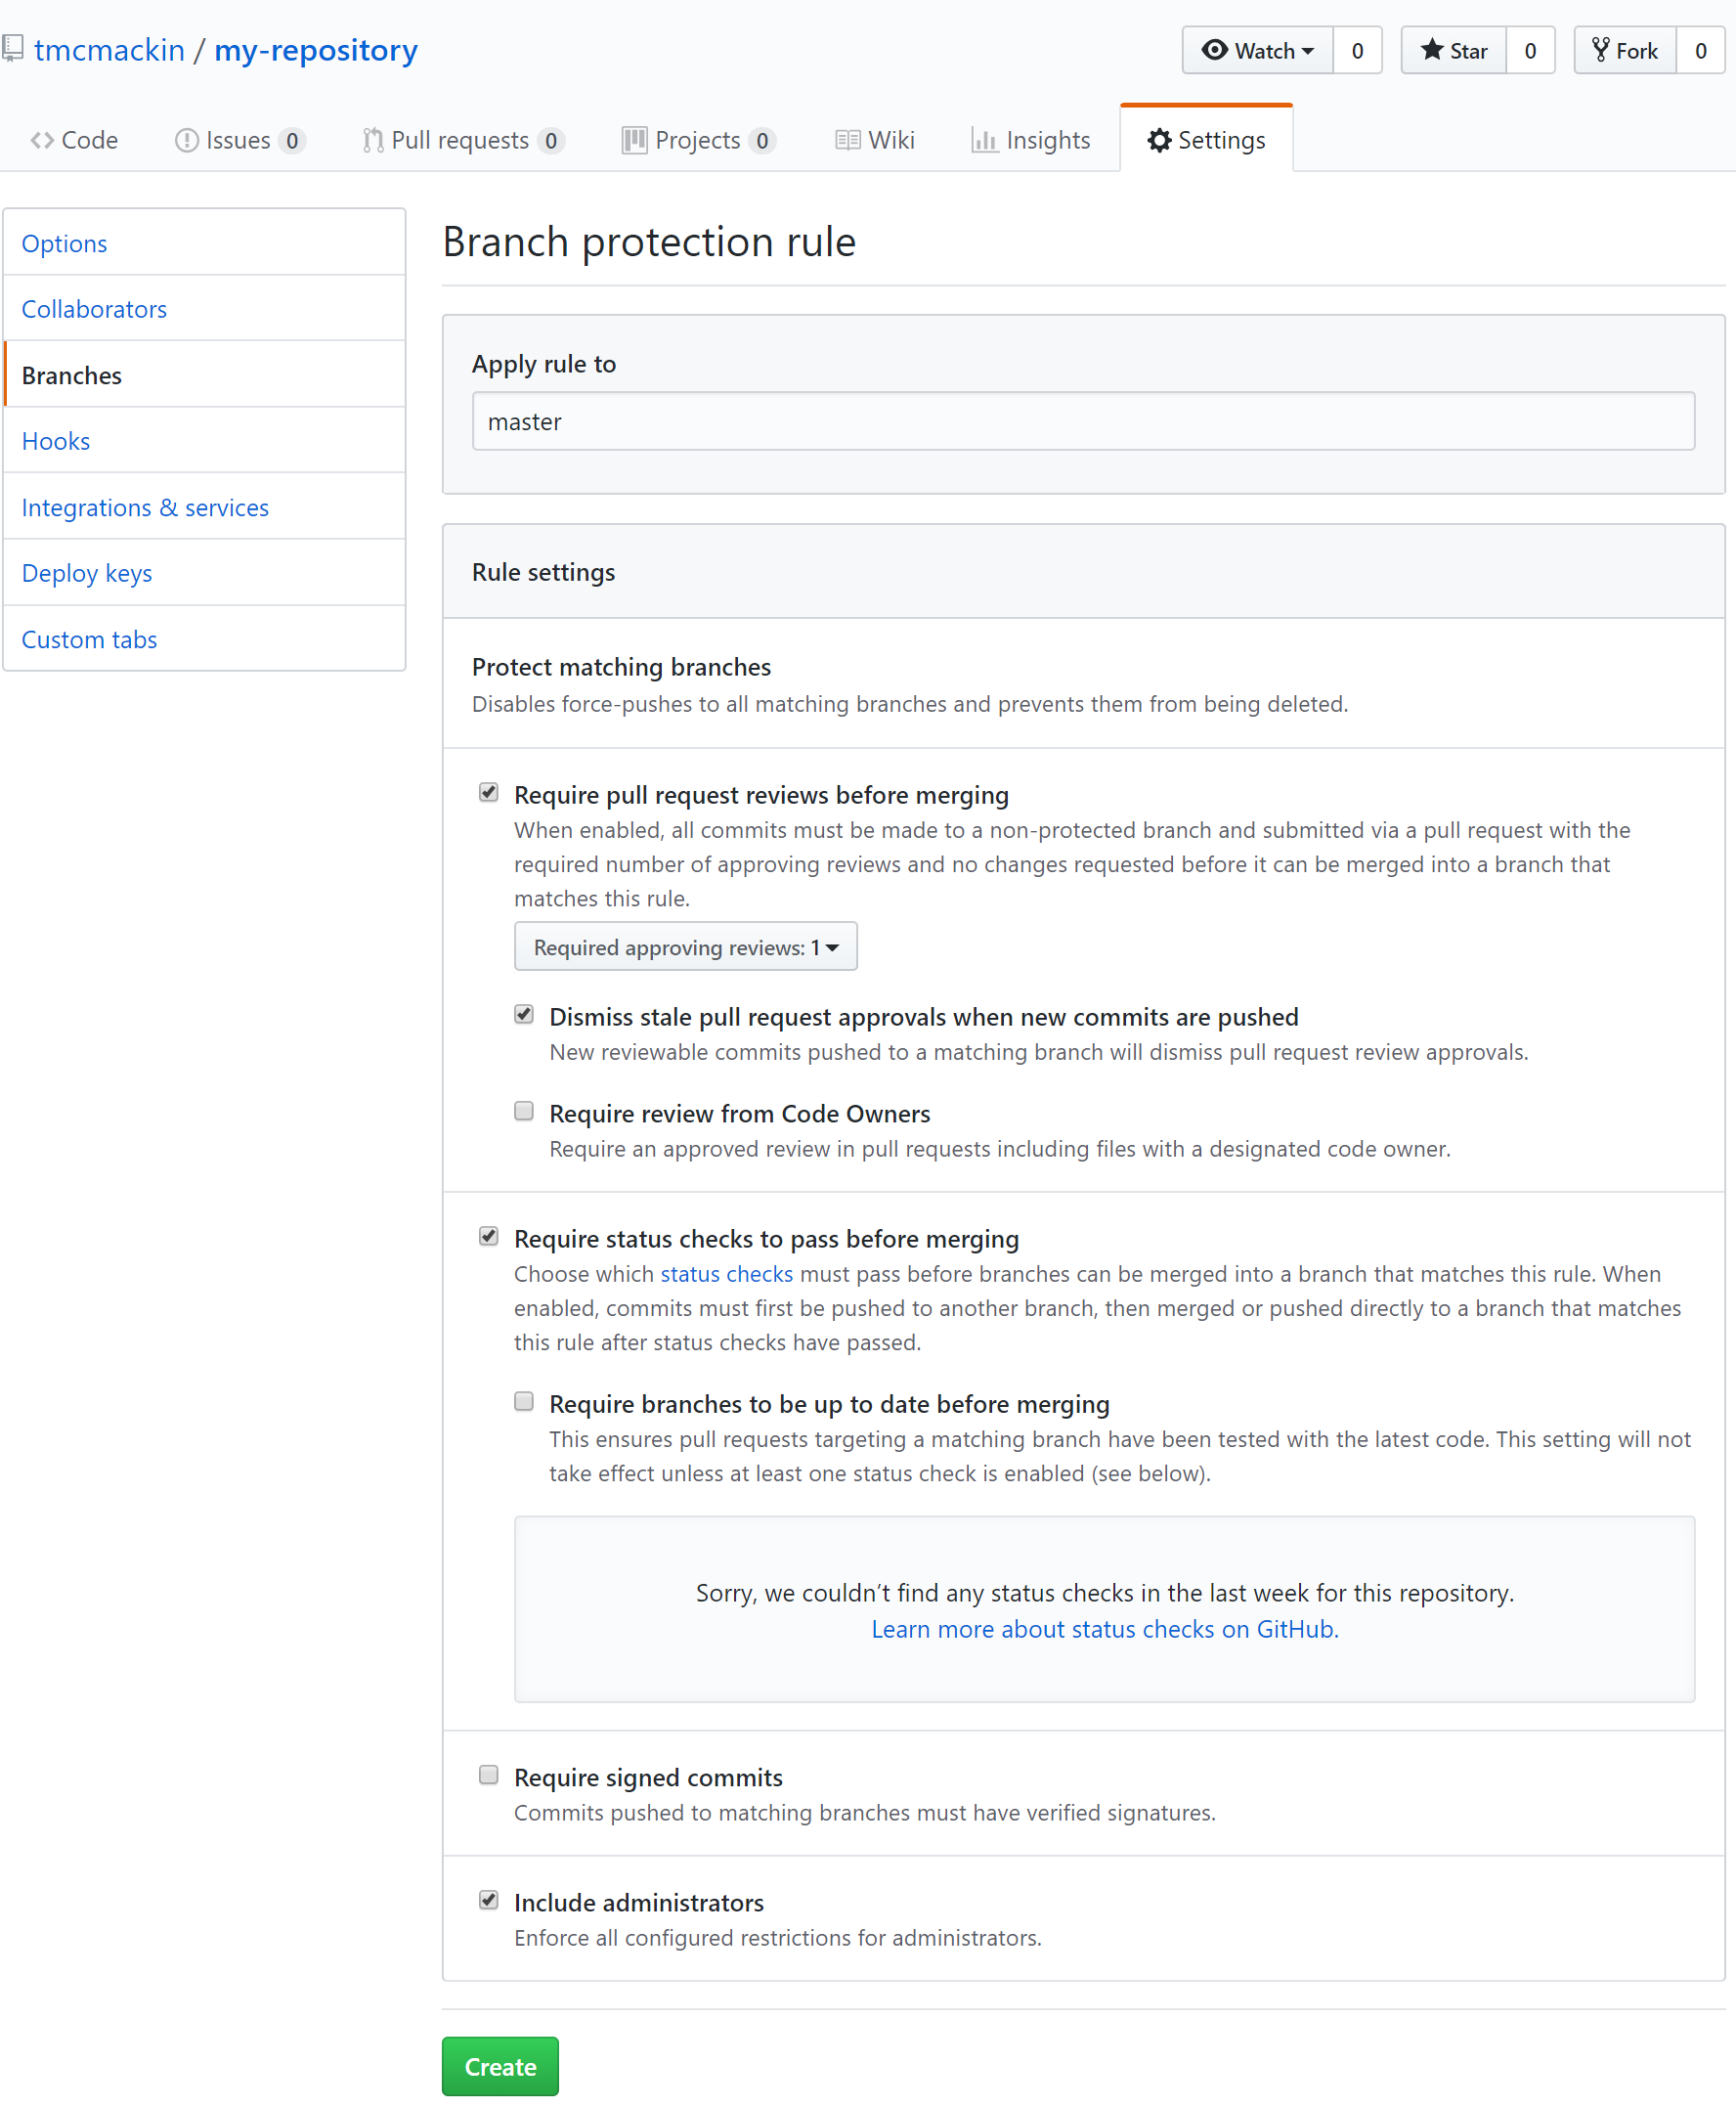 tmcmackin / my-repository
Watch 0 Star 0 Fork 0
Code Issues 0 Pull requests 0 Projects 0 Wiki Insights Settings
Options
Collaborators
Branches
Hooks
Integrations & services
Deploy keys
Custom tabs
Branch protection rule
Apply rule to
master
Rule settings
Protect matching branches
Disables force-pushes to all matching branches and prevents them from being deleted.
Require pull request reviews before merging
When enabled, all commits must be made to a non-protected branch and submitted via a pull request with the
required number of approving reviews and no changes requested before it can be merged into a branch that
matches this rule.
Required approving reviews: 1
Dismiss stale pull request approvals when new commits are pushed
New reviewable commits pushed to a matching branch will dismiss pull request review approvals.
Require review from Code Owners
Require an approved review in pull requests including files with a designated code owner.
Require status checks to pass before merging
Choose which status checks must pass before branches can be merged into a branch that matches this rule. When
enabled, commits must first be pushed to another branch, then merged or pushed directly to a branch that matches
this rule after status checks have passed.
Require branches to be up to date before merging
This ensures pull requests targeting a matching branch have been tested with the latest code. This setting will not
take effect unless at least one status check is enabled (see below).
Sorry, we couldn’t find any status checks in the last week for this repository.
Learn more about status checks on GitHub.
Require signed commits
Commits pushed to matching branches must have verified signatures.
Include administrators
Enforce all configured restrictions for administrators.
Create